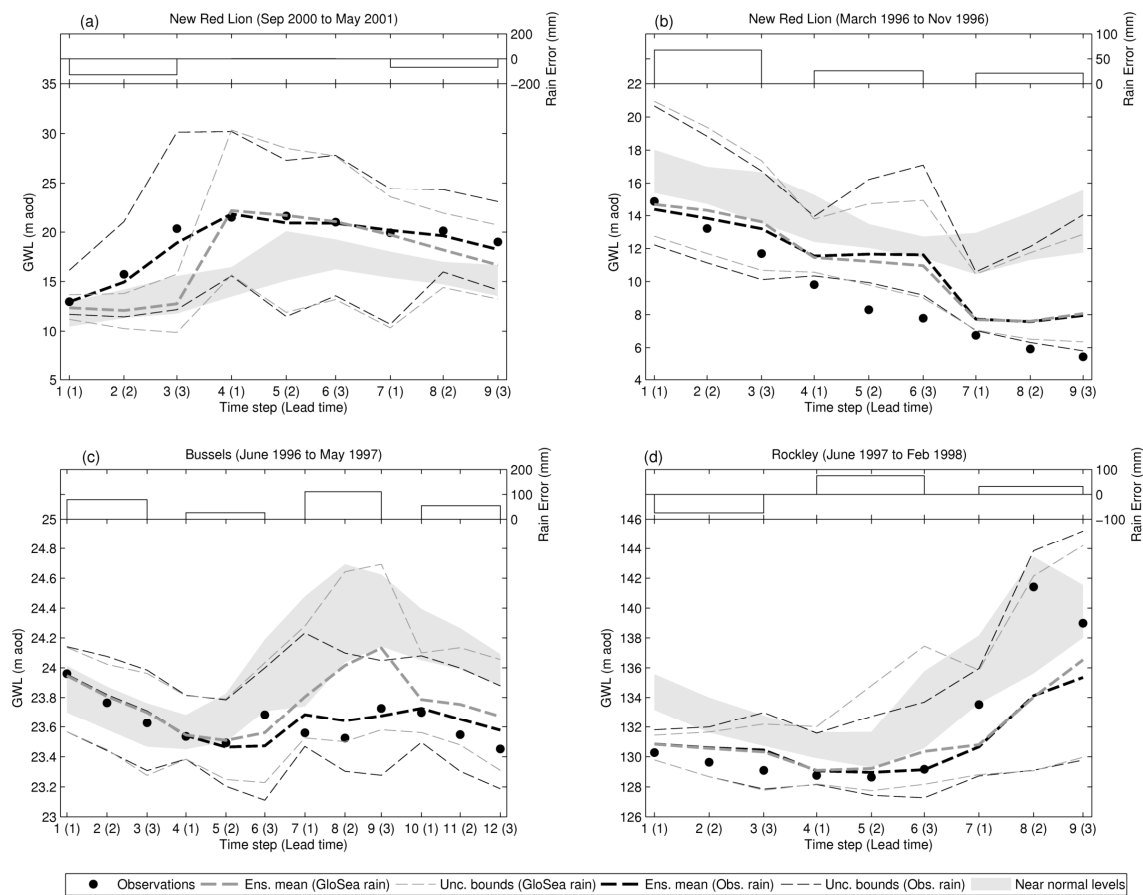 (a) New Red Lion (Sep 2000 to May 2001)
200
0
−200
Rain Error (mm)
35
30
25
20
15
10
5
GWL (m aod)
1 (1) 2 (2) 3 (3) 4 (1) 5 (2) 6 (3) 7 (1) 8 (2) 9 (3)
Time step (Lead time)
(b) New Red Lion (March 1996 to Nov 1996)
100
50
0
Rain Error (mm)
22
20
18
16
14
12
10
8
6
4
GWL (m aod)
1 (1) 2 (2) 3 (3) 4 (1) 5 (2) 6 (3) 7 (1) 8 (2) 9 (3)
Time step (Lead time)
(c) Bussels (June 1996 to May 1997)
200
100
0
Rain Error (mm)
25
24.8
24.6
24.4
24.2
24
23.8
23.6
23.4
23.2
23
GWL (m aod)
1 (1) 2 (2) 3 (3) 4 (1) 5 (2) 6 (3) 7 (1) 8 (2) 9 (3) 10 (1) 11 (2) 12 (3)
Time step (Lead time)
(d) Rockley (June 1997 to Feb 1998)
100
0
−100
Rain Error (mm)
146
144
142
140
138
136
134
132
130
128
126
GWL (m aod)
1 (1) 2 (2) 3 (3) 4 (1) 5 (2) 6 (3) 7 (1) 8 (2) 9 (3)
Time step (Lead time)
Observations Ens. mean (GloSea rain) Unc. bounds (GloSea rain) Ens. mean (Obs. rain) Unc. bounds (Obs. rain) Near normal levels